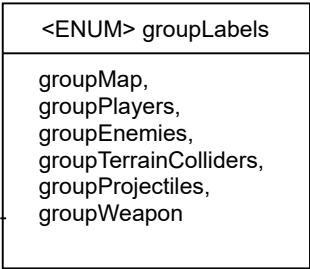 <ENUM> groupLabels
groupMap,
groupPlayers,
groupEnemies,
groupTerrainColliders,
groupProjectiles,
groupWeapon